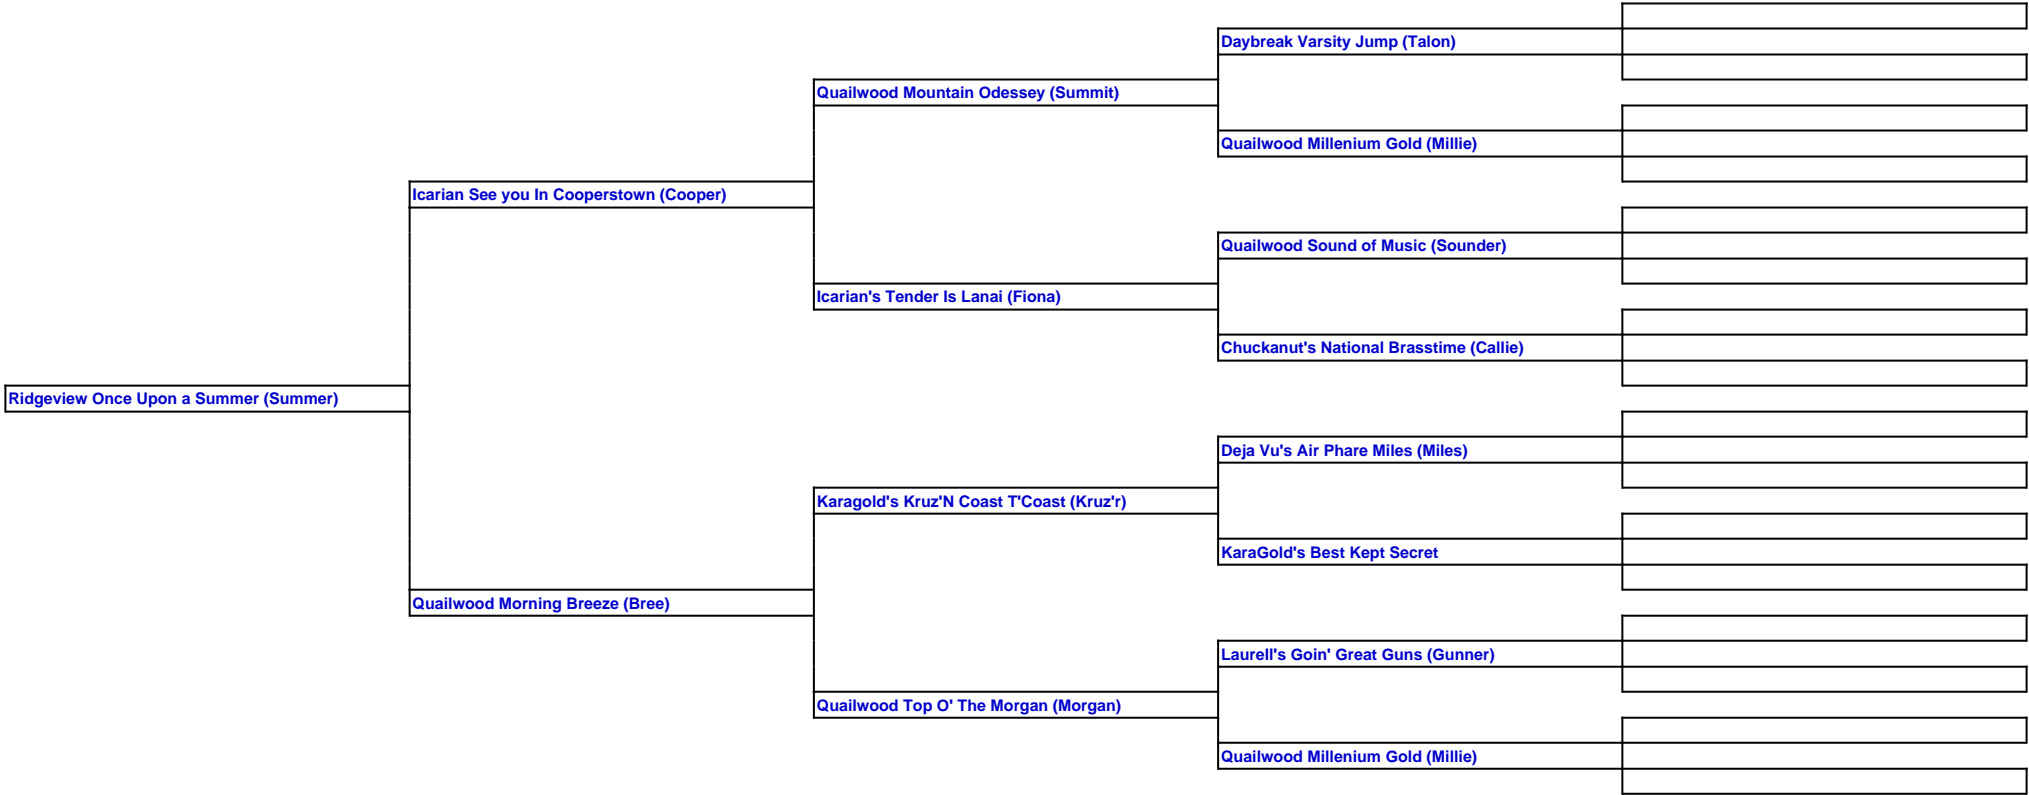 Daybreak Varsity Jump (Talon)
Quailwood Mountain Odessey (Summit)
Quailwood Millenium Gold (Millie)
Icarian See you In Cooperstown (Cooper)
Quailwood Sound of Music (Sounder)
Icarian's Tender Is Lanai (Fiona)
Chuckanut's National Brasstime (Callie)
Ridgeview Once Upon a Summer (Summer)
Deja Vu's Air Phare Miles (Miles)
Karagold's Kruz'N Coast T'Coast (Kruz'r)
KaraGold's Best Kept Secret
Quailwood Morning Breeze (Bree)
Laurell's Goin' Great Guns (Gunner)
Quailwood Top O' The Morgan (Morgan)
Quailwood Millenium Gold (Millie)